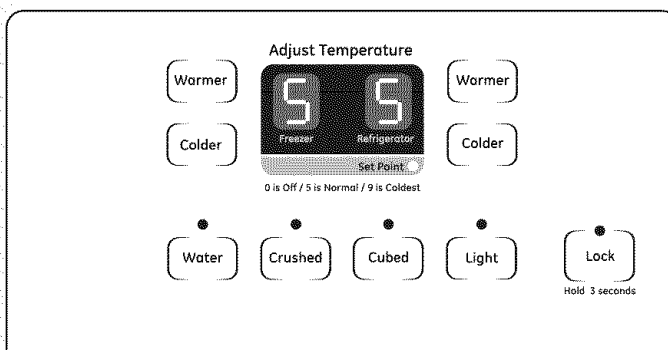 Adjust Temperature
Warmer
5 5
Warmer
Freezer Refrigerator
Colder
Colder
Set Point
0 is Off / 5 is Normal / 9 is Coldest
Water
Crushed
Cubed
Light
Lock
Hold 3 seconds